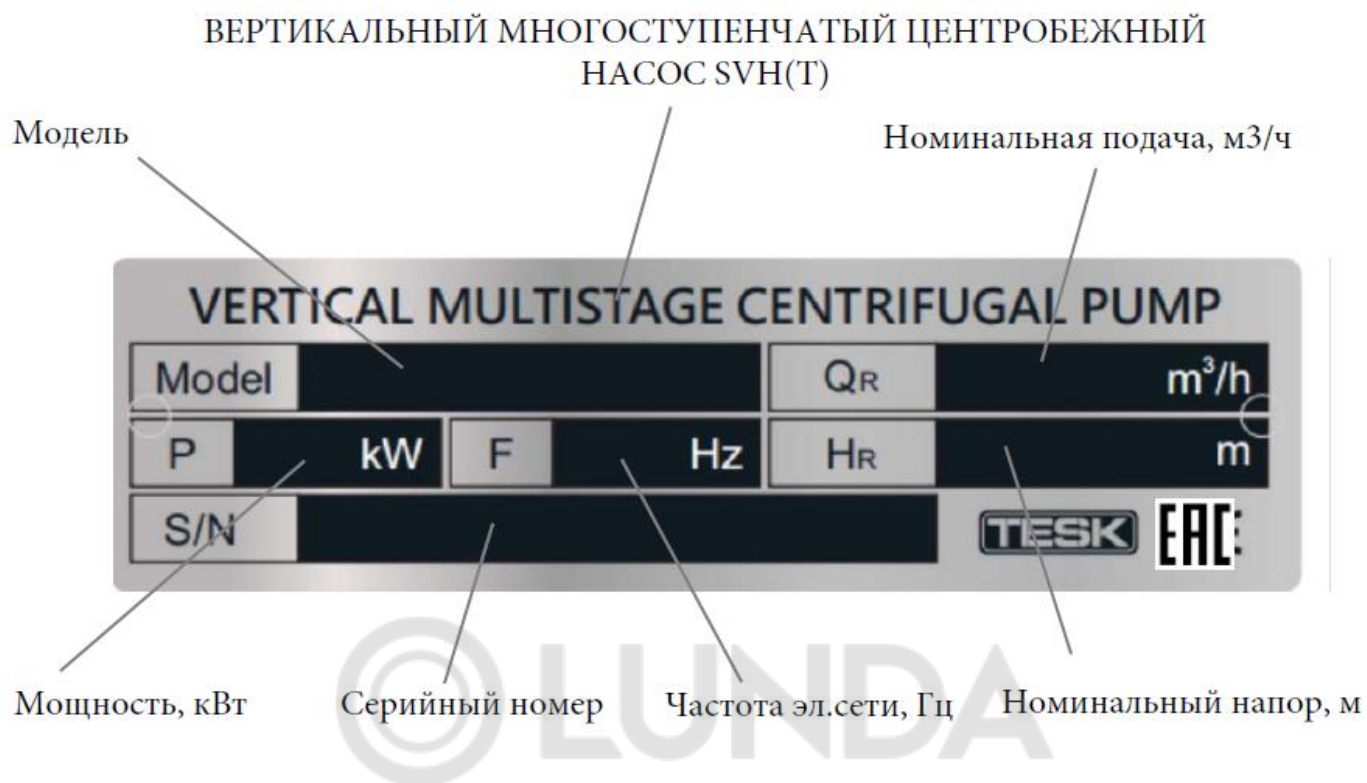 ВЕРТИКАЛЬНЫЙ МНОГОСТУПЕНЧАТЫЙ ЦЕНТРОБЕЖНЫЙ
НАСОС SVH(T)
Модель
Номинальная подача, м3/ч
VERTICAL MULTISTAGE CENTRIFUGAL PUMP
Model QR m³/h
P kW F Hz HR m
S/N TESK EAC
Мощность, кВт Серийный номер Частота эл.сети, Гц Номинальный напор, м
LUNDA